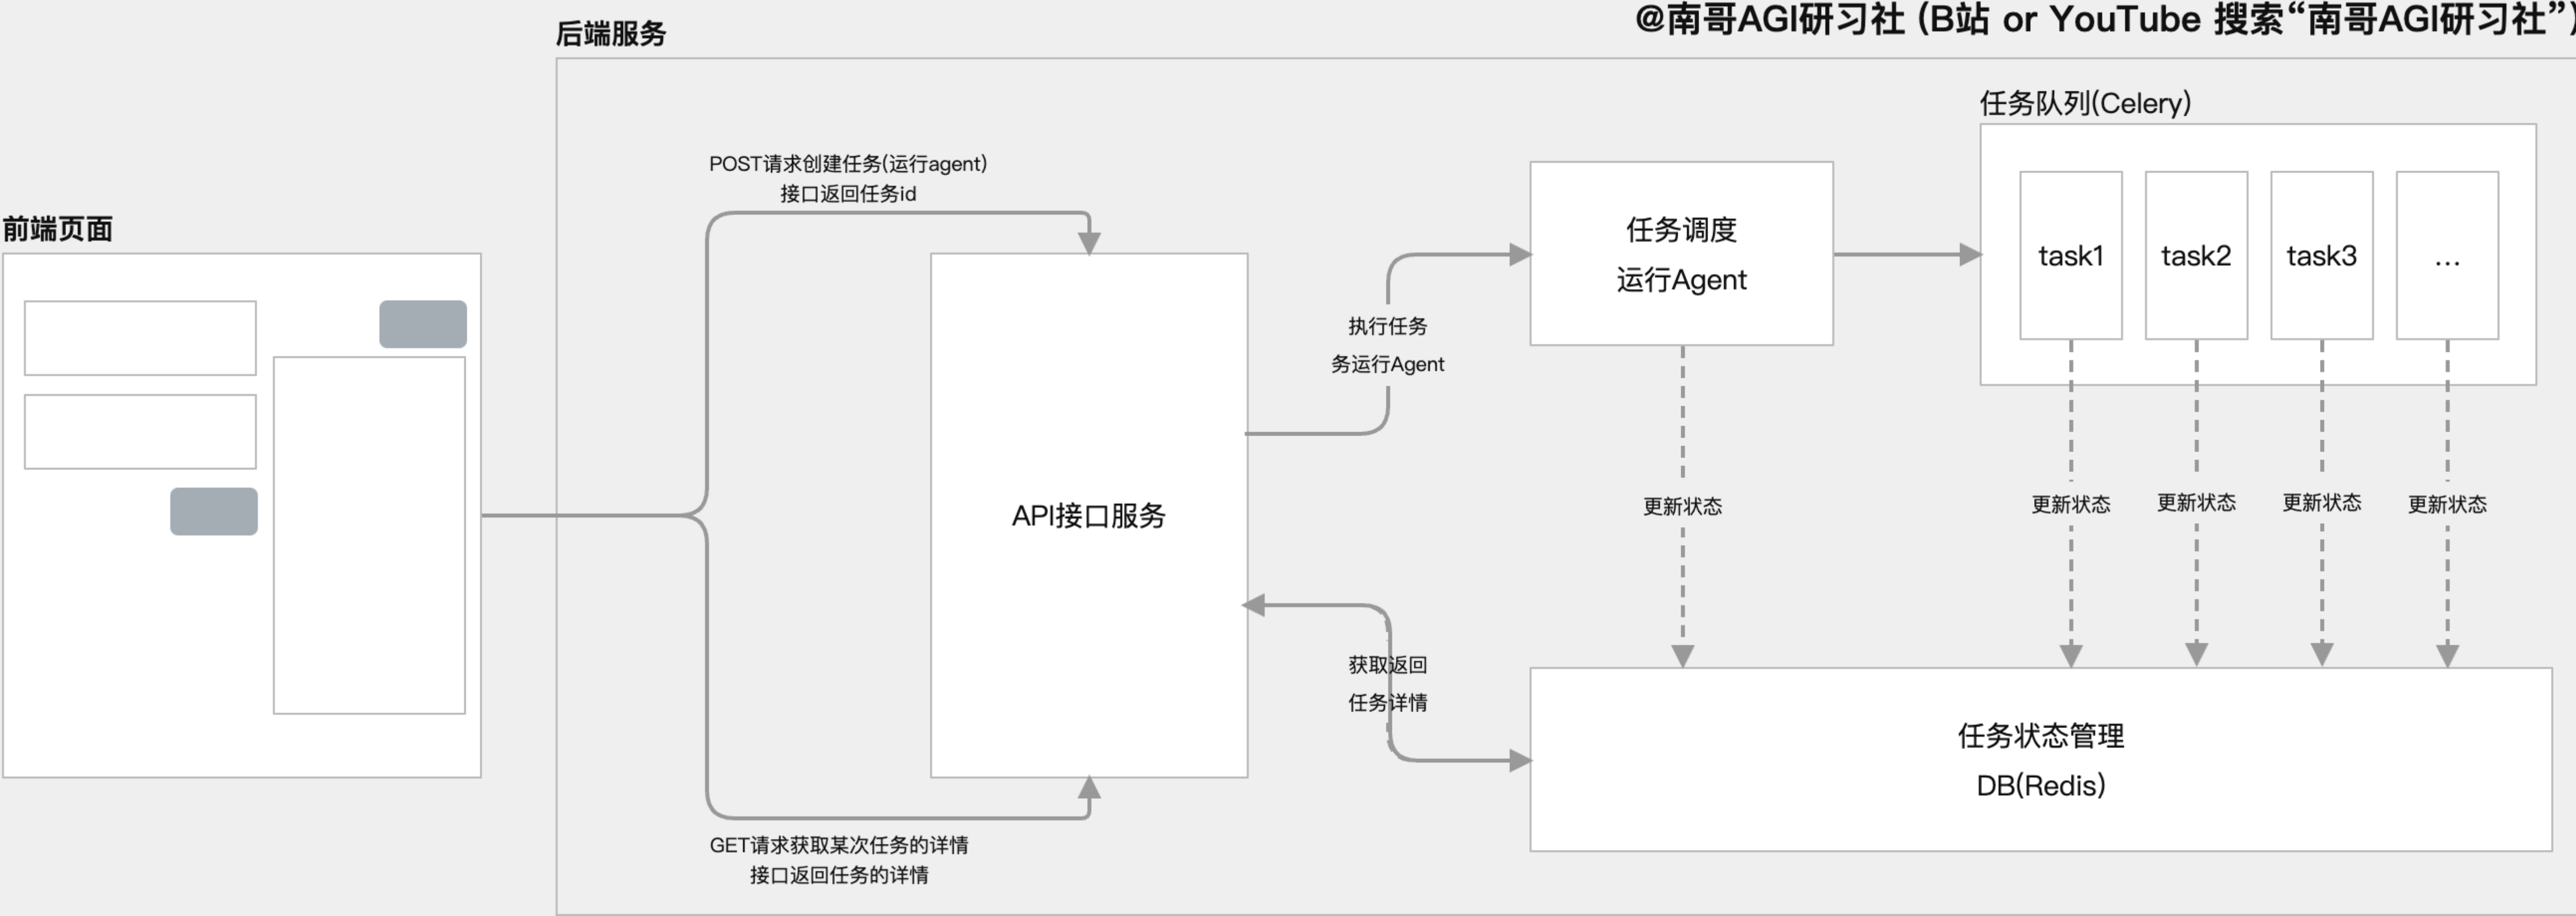 @南哥AGI研习社 (B站 or YouTube 搜索“南哥AGI研习社”)
后端服务
任务队列(Celery)
POST请求创建任务(运行agent)
接口返回任务id
前端页面
任务调度
运行Agent
task1
task2
task3
...
执行任务
务运行Agent
API接口服务
更新状态
更新状态
更新状态
更新状态
更新状态
获取返回
任务详情
任务状态管理
DB(Redis)
GET请求获取某次任务的详情
接口返回任务的详情